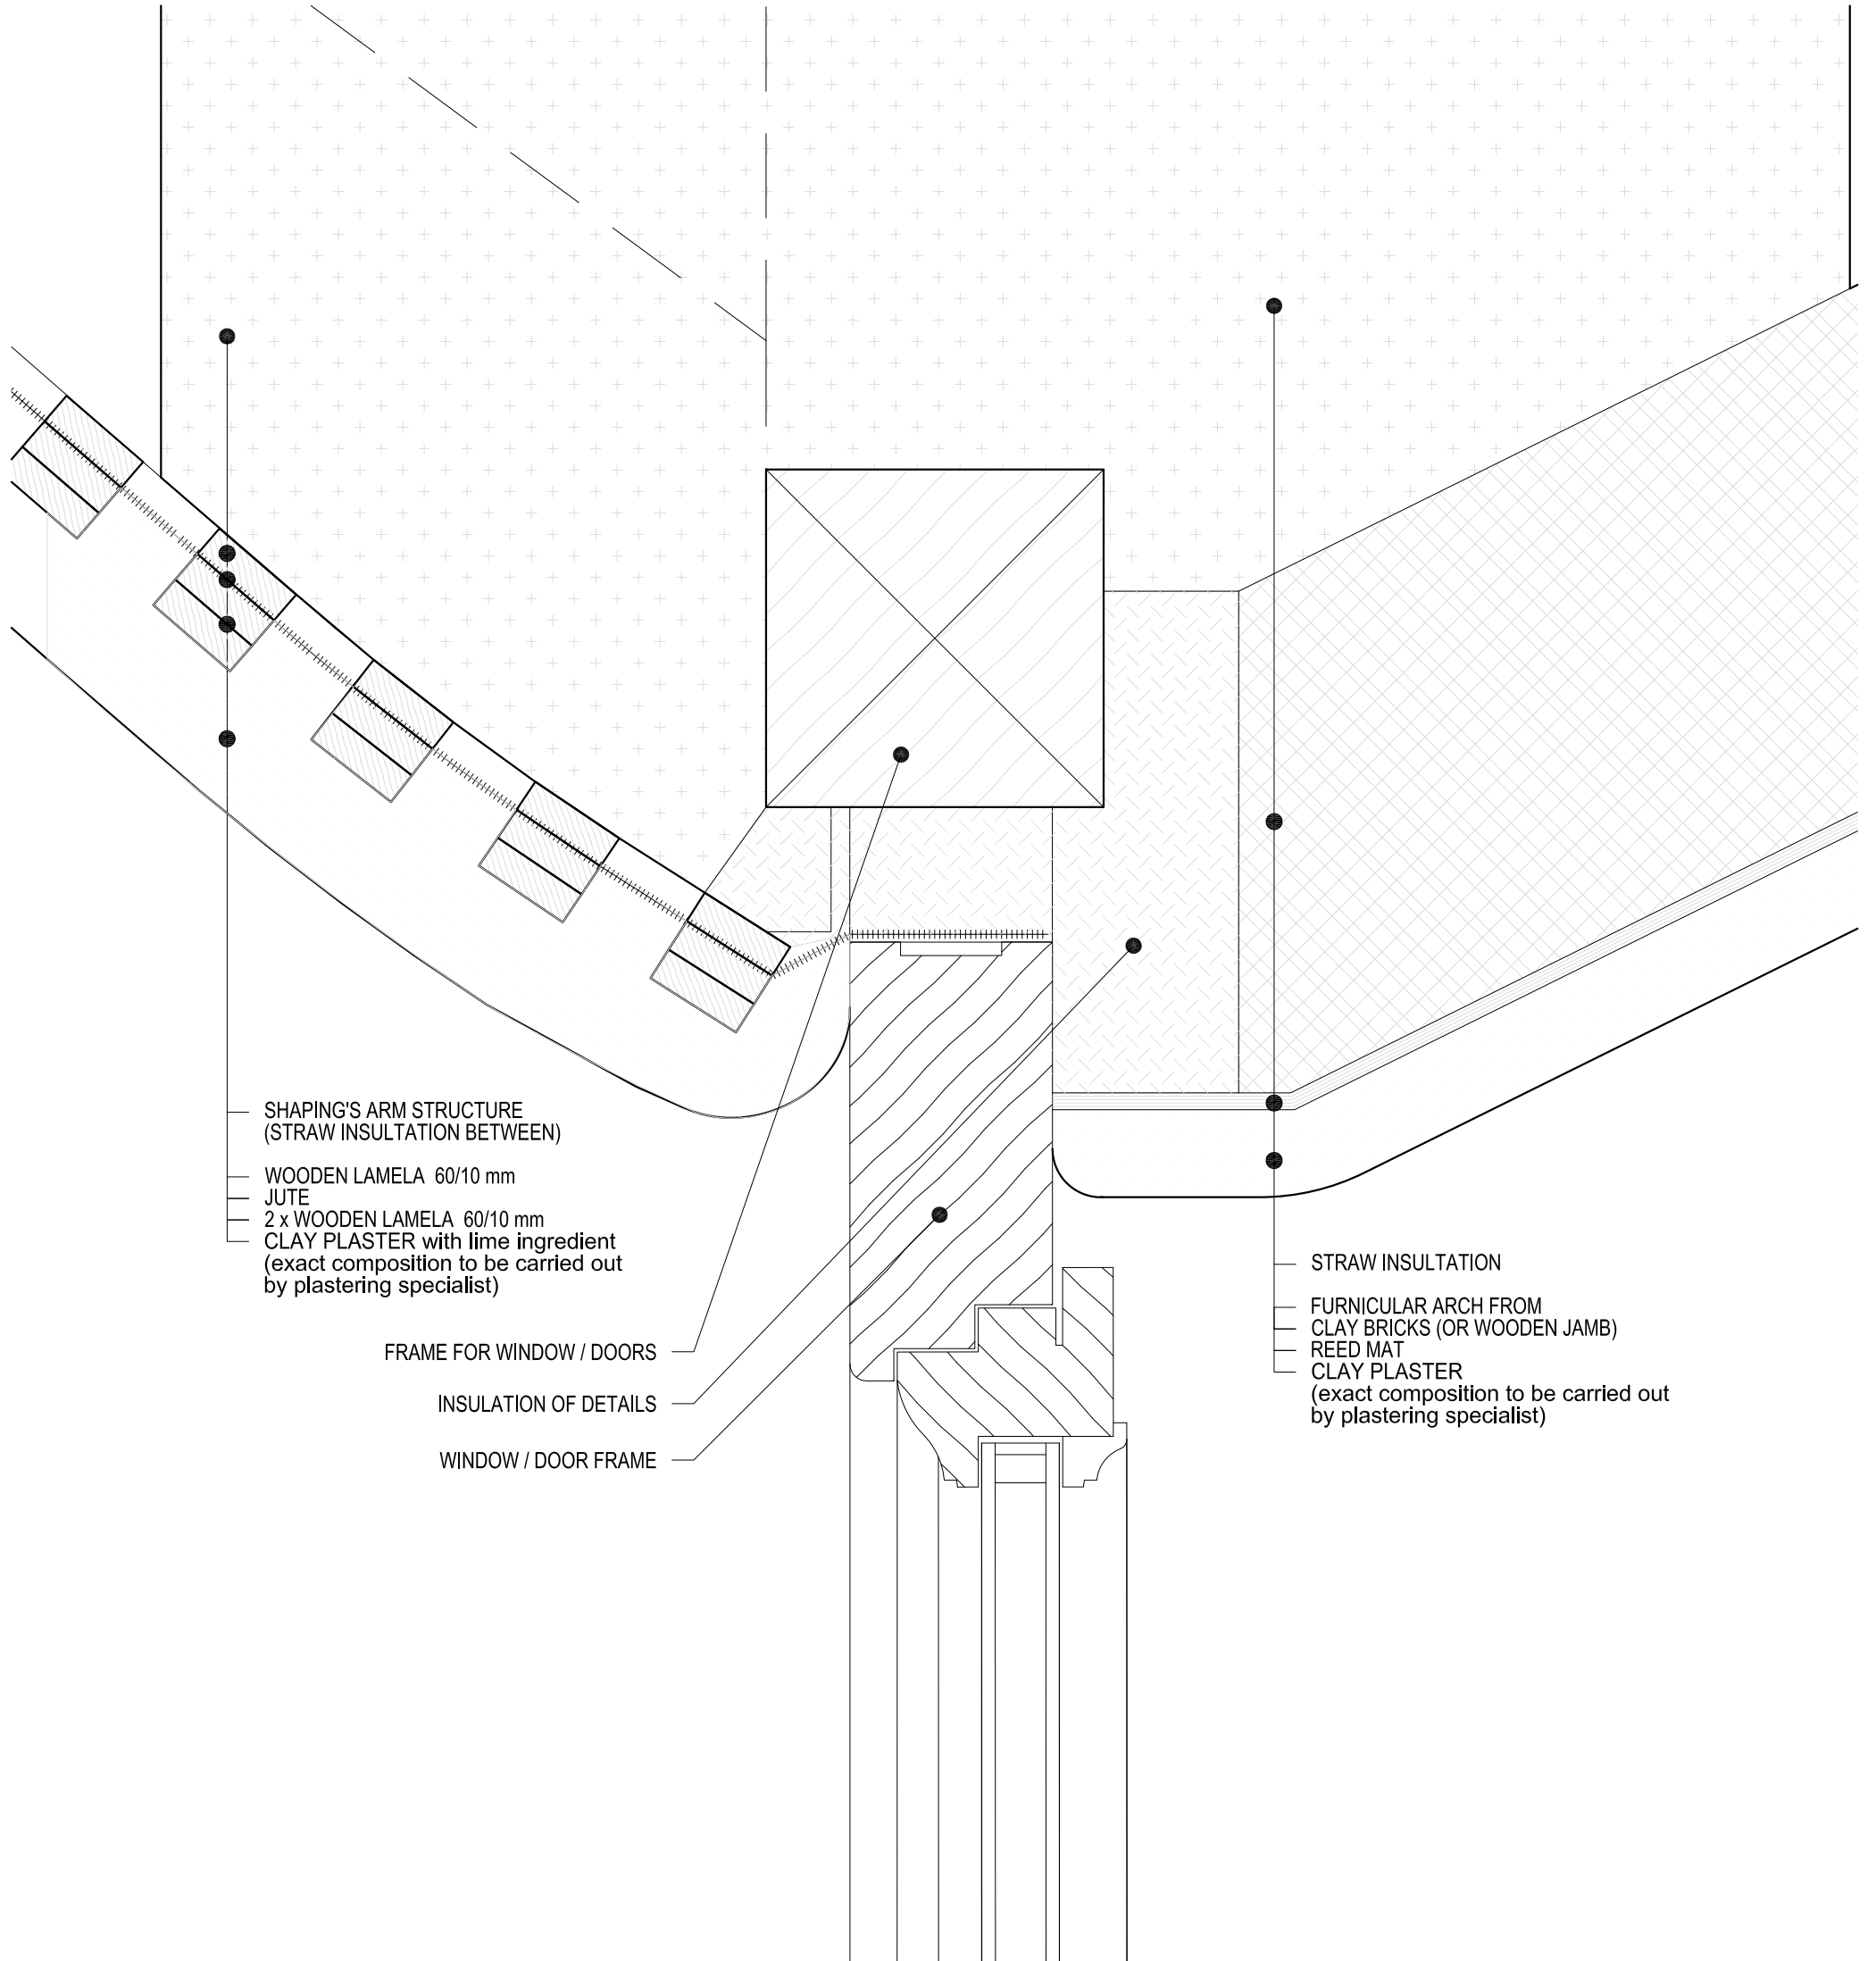 SHAPING'S ARM STRUCTURE
(STRAW INSULTATION BETWEEN)
WOODEN LAMELA 60/10 mm
JUTE
2 x WOODEN LAMELA 60/10 mm
CLAY PLASTER with lime ingredient
(exact composition to be carried out
by plastering specialist)
FRAME FOR WINDOW / DOORS
INSULATION OF DETAILS
WINDOW / DOOR FRAME
STRAW INSULTATION
FURNICULAR ARCH FROM
CLAY BRICKS (OR WOODEN JAMB)
REED MAT
CLAY PLASTER
(exact composition to be carried out
by plastering specialist)